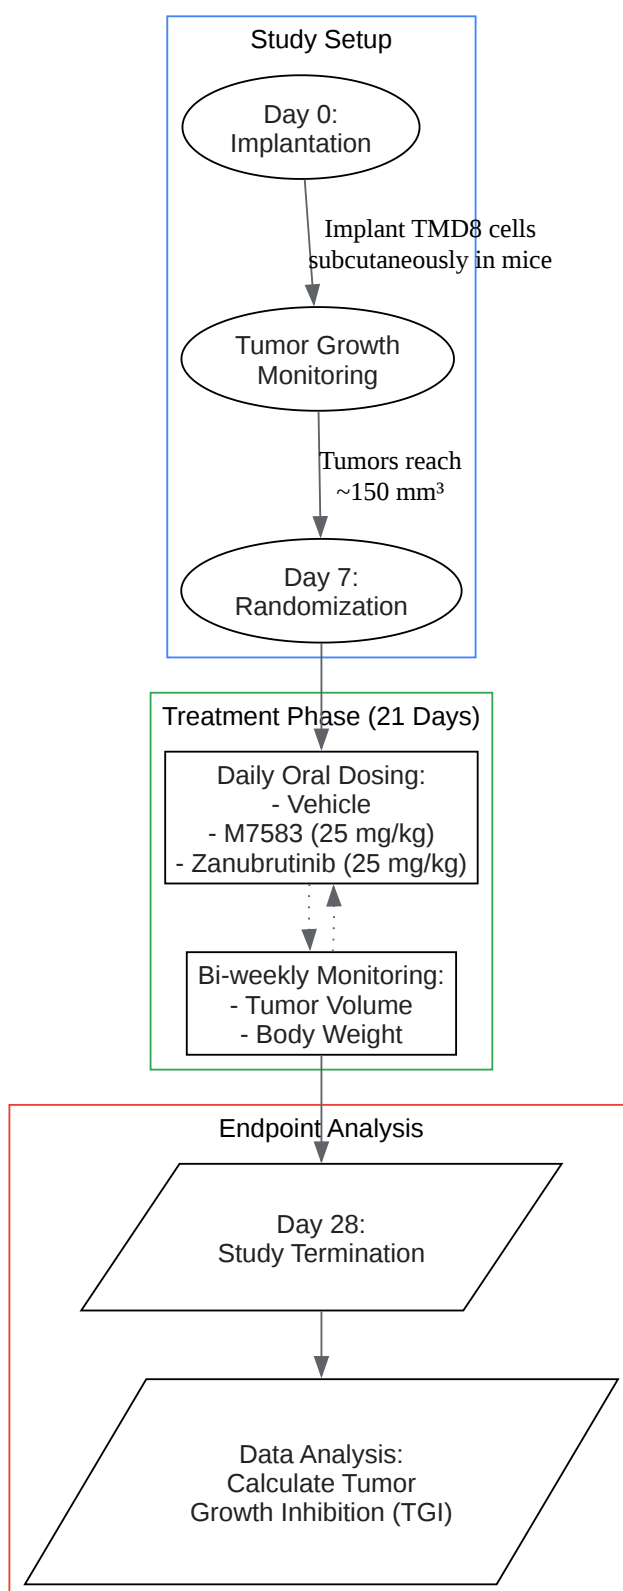 Study Setup
Day 0:
Implantation
Implant TMD8 cells
subcutaneously in mice
Tumor Growth
Monitoring
Tumors reach
~150 mm³
Day 7:
Randomization
Treatment Phase (21 Days)
Daily Oral Dosing:
- Vehicle
- M7583 (25 mg/kg)
- Zanubrutinib (25 mg/kg)
Bi-weekly Monitoring:
- Tumor Volume
- Body Weight
Endpoint Analysis
Day 28:
Study Termination
Data Analysis:
Calculate Tumor
Growth Inhibition (TGI)